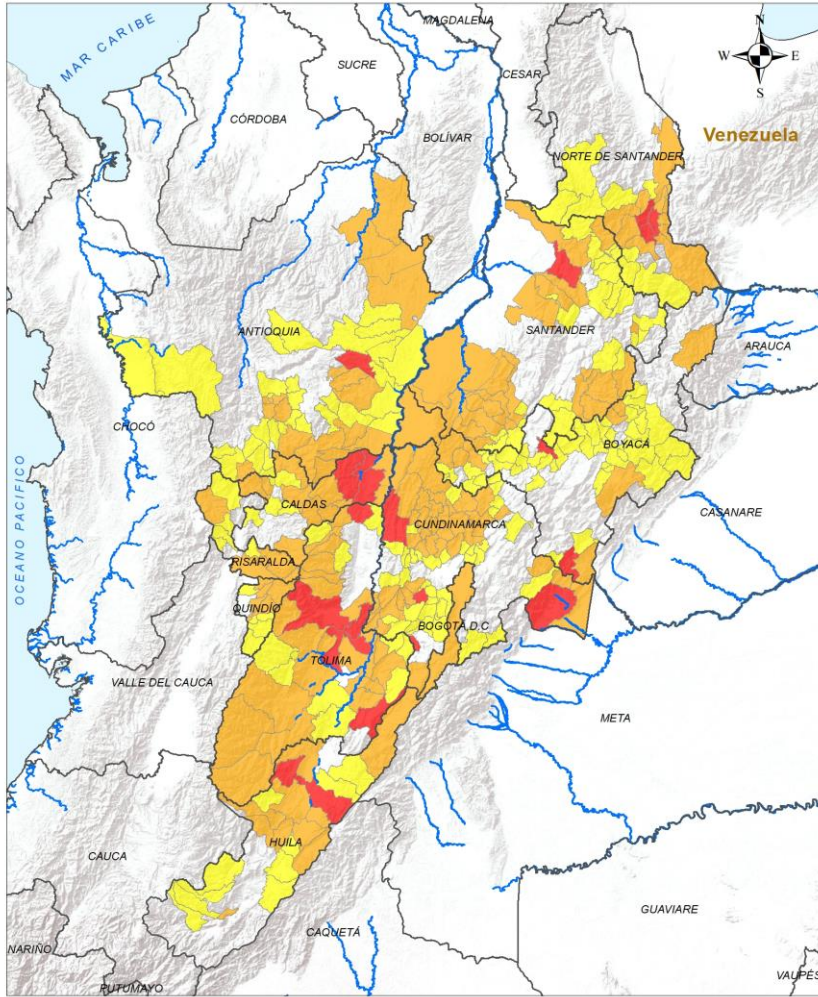 MAGDALENA
MAR CARIBE
N
W E
S
SUCRE
CESAR
CÓRDOBA
BOLÍVAR
Venezuela
NORTE DE SANTANDER
ANTIOQUIA
SANTANDER
ARAUCA
CHOCÓ
BOYACÁ
OCEANO PACIFICO
CALDAS
CUNDINAMARCA
CASANARE
RISARALDA
QUINDÍO
BOGOTÁ, D.C
TOLIMA
VALLE DEL CAUCA
META
HUILA
CAUCA
GUAVIARE
CAQUETÁ
NARIÑO
PUTUMAYO
VAUPÉS